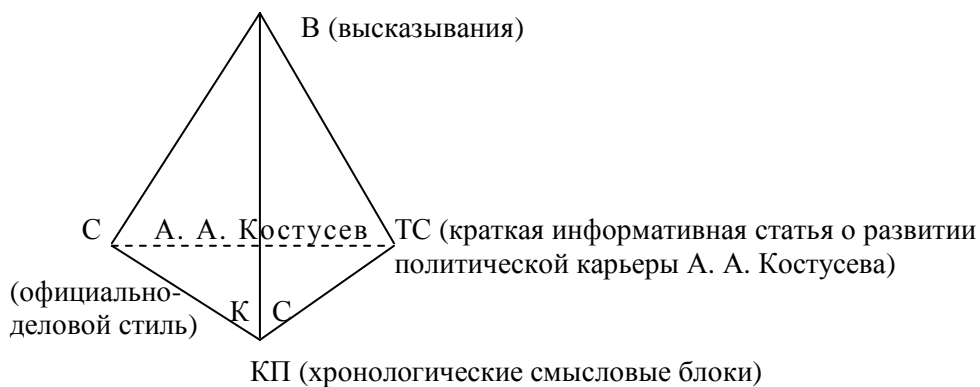 В (высказывания)
С А. А. Костусев ТС (краткая информативная статья о развитии
политической карьеры А. А. Костусева)
(официально-
деловой стиль)
К С
КП (хронологические смысловые блоки)